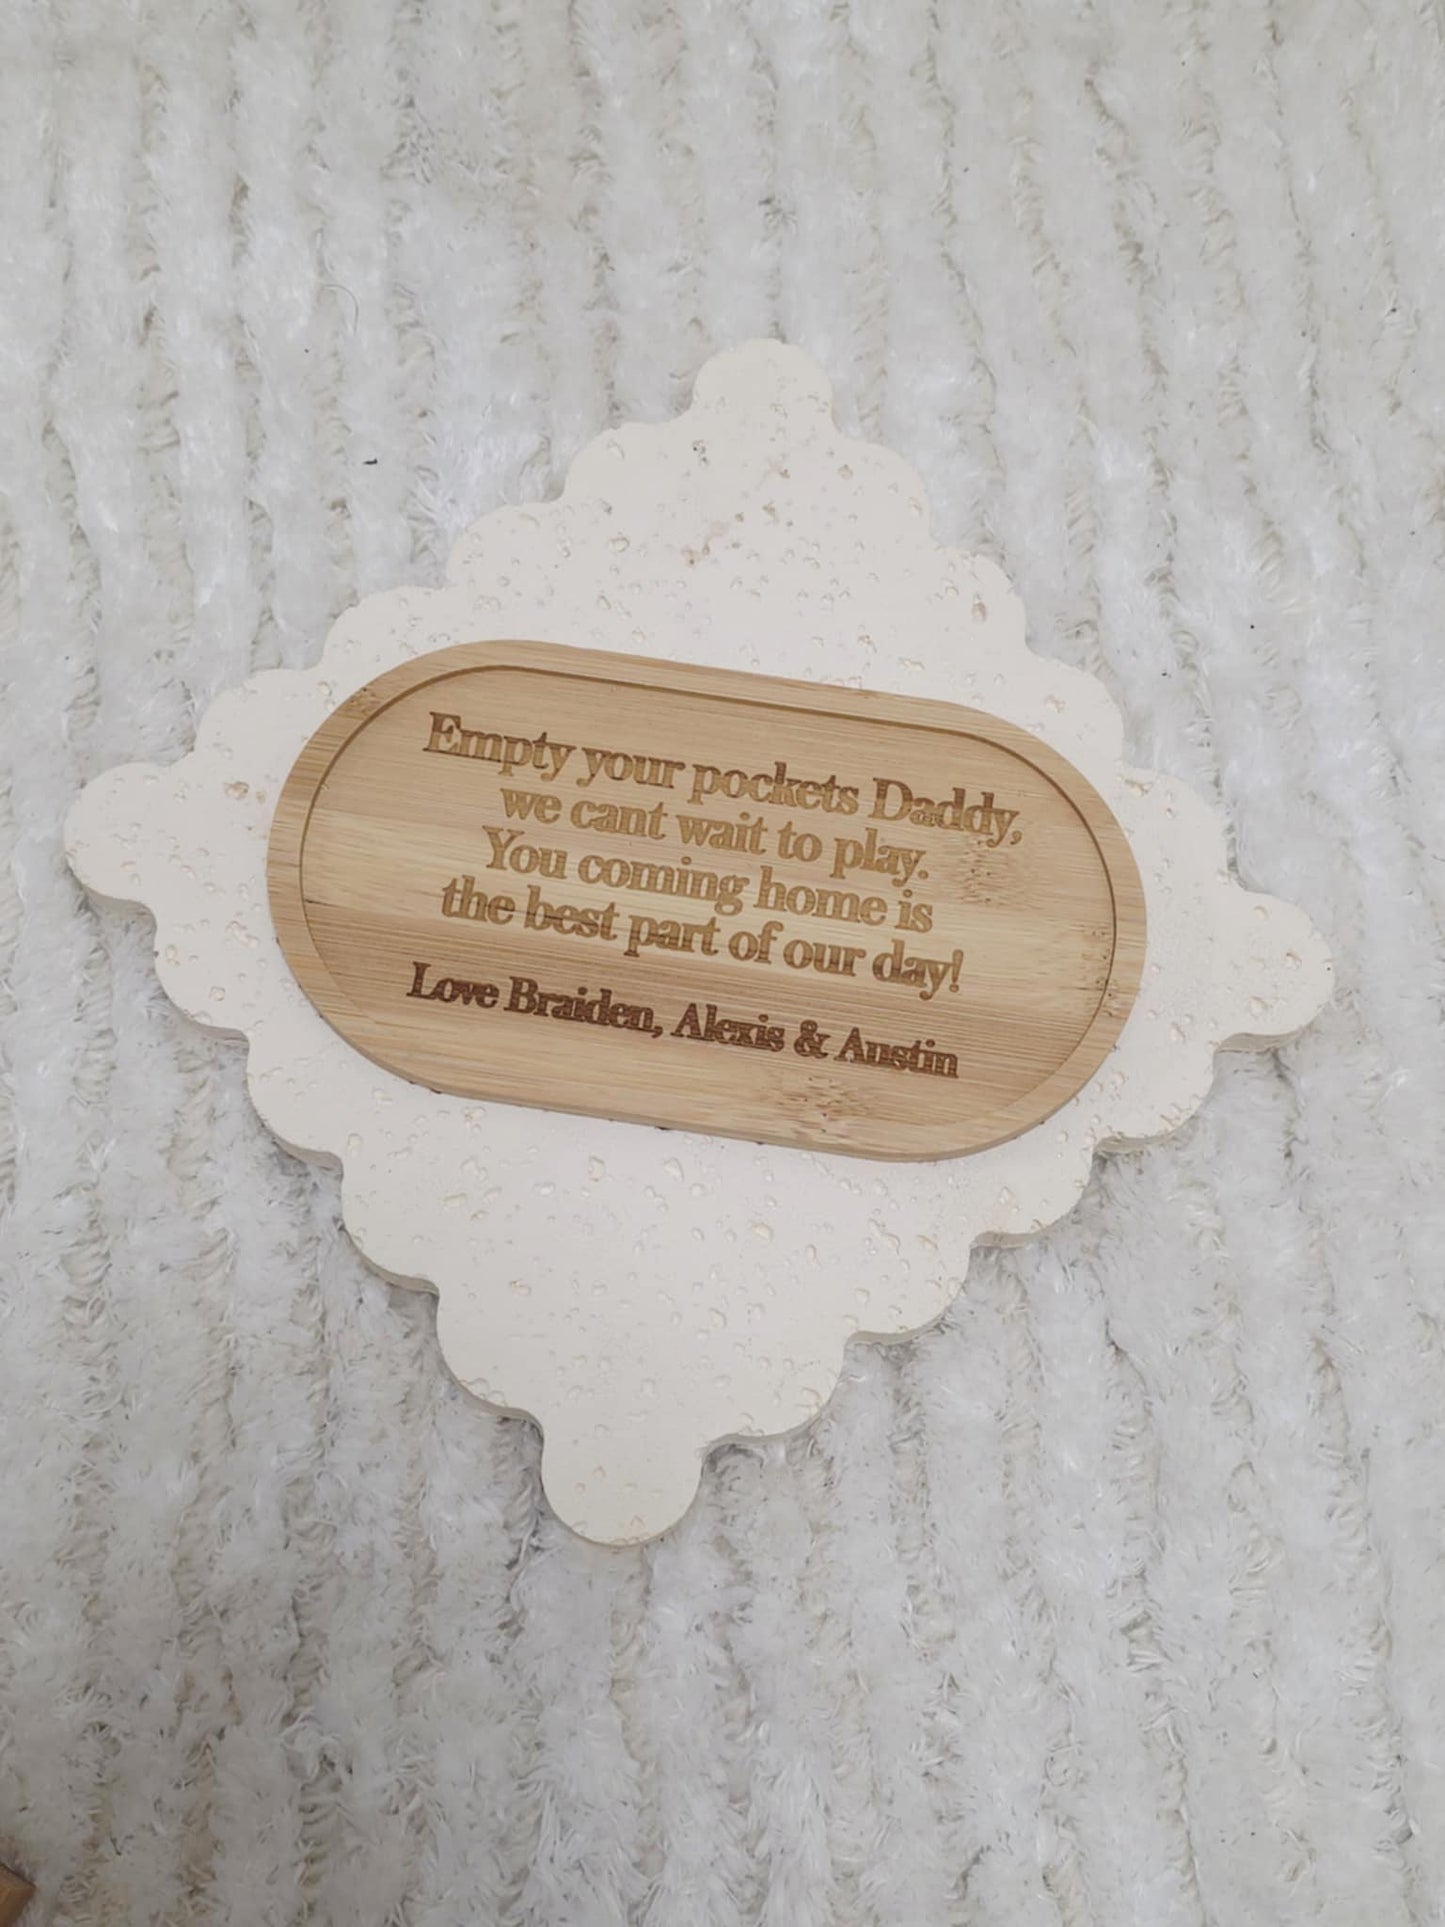 Empty your pockets Daddy,
we cant wait to play.
You coming home is
the best part of our day!
Love Braiden, Alexis & Austin